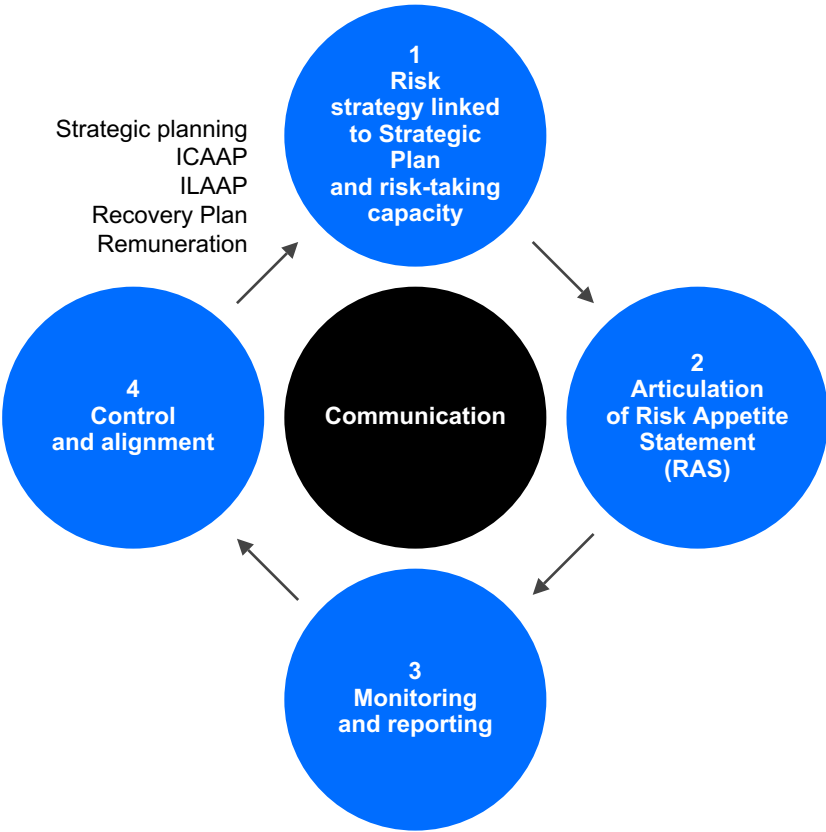 1
Risk
strategy linked
to Strategic
Plan
and risk-taking
capacity
Strategic planning
ICAAP
ILAAP
Recovery Plan
Remuneration
2
Articulation
of Risk Appetite
Statement
(RAS)
4
Control
and alignment
Communication
3
Monitoring
and reporting